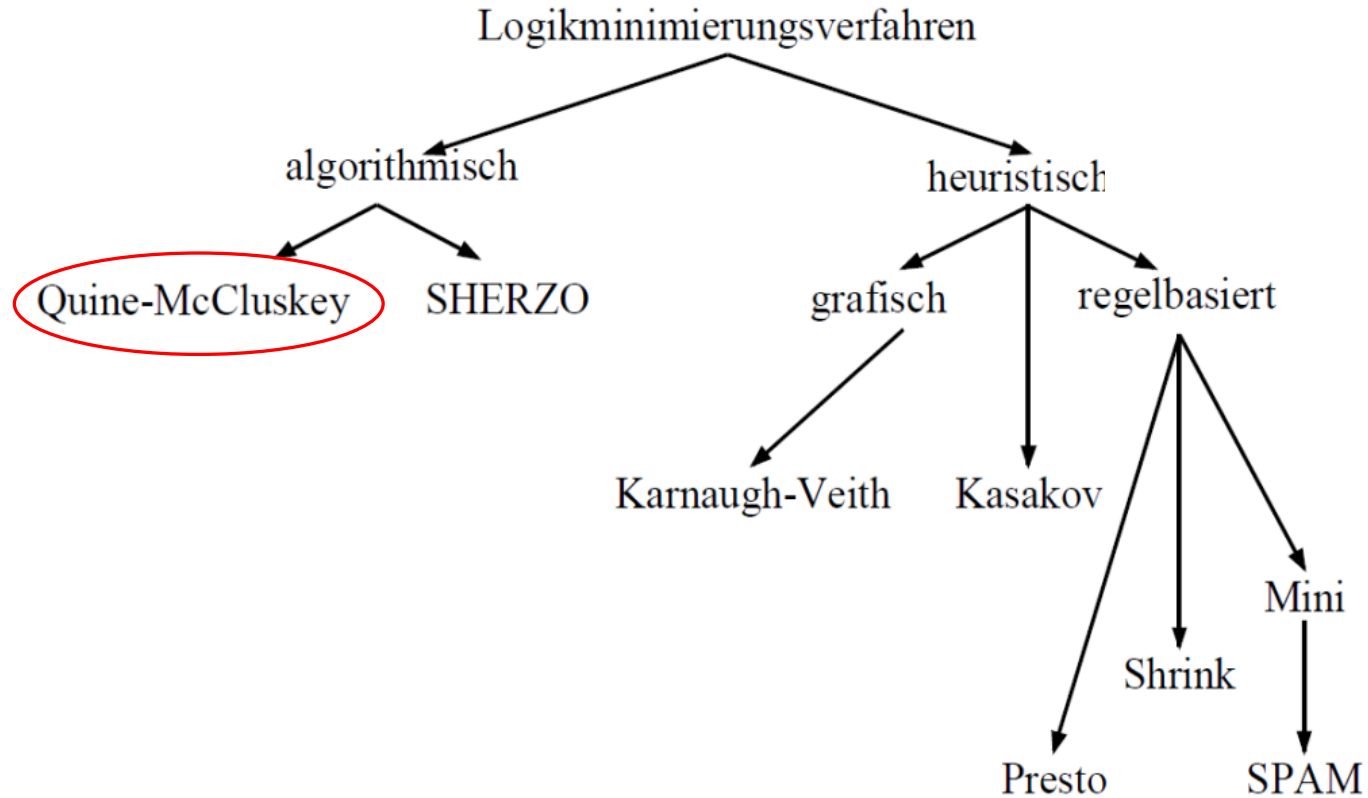 Logikminimierungsverfahren
algorithmisch
heuristisch
Quine-McCluskey
SHERZO
grafisch
regelbasiert
Karnaugh-Veith
Kasakov
Mini
Shrink
Presto
SPAM